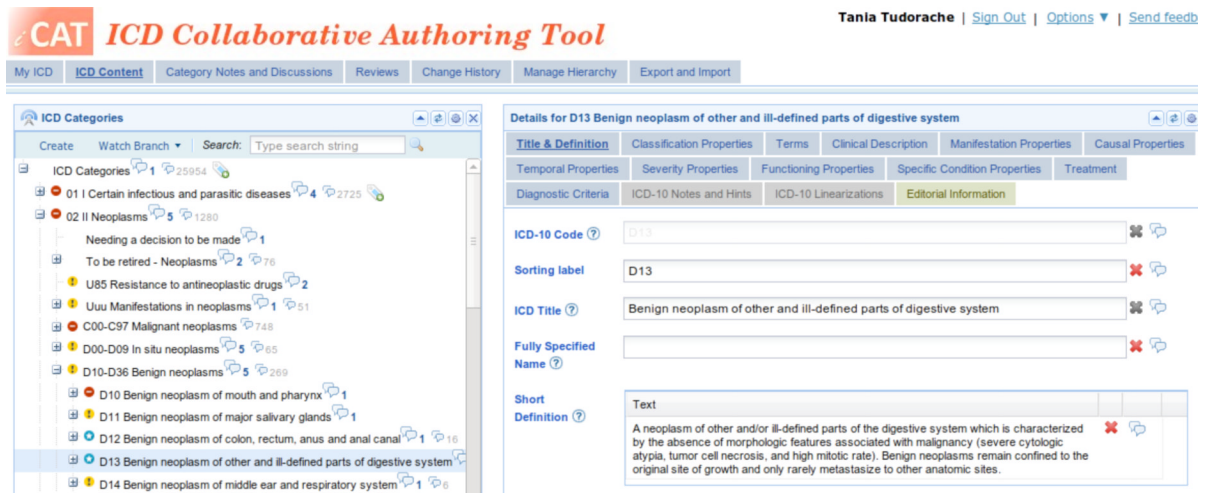 Tania Tudorache | Sign Out | Options ▼ | Send feedb
iCAT ICD Collaborative Authoring Tool
My ICD ICD Content Category Notes and Discussions Reviews Change History Manage Hierarchy Export and Import
ICD Categories
Create Watch Branch ▼ Search: Type search string
ICD Categories 1 25954
01 I Certain infectious and parasitic diseases 4 2725
02 II Neoplasms 5 1280
Needing a decision to be made 1
To be retired - Neoplasms 2 76
U85 Resistance to antineoplastic drugs 2
Uuu Manifestations in neoplasms 1 51
C00-C97 Malignant neoplasms 748
D00-D09 In situ neoplasms 5 65
D10-D36 Benign neoplasms 5 269
D10 Benign neoplasm of mouth and pharynx 1
D11 Benign neoplasm of major salivary glands 1
D12 Benign neoplasm of colon, rectum, anus and anal canal 1 16
D13 Benign neoplasm of other and ill-defined parts of digestive system
D14 Benign neoplasm of middle ear and respiratory system 1 6
Details for D13 Benign neoplasm of other and ill-defined parts of digestive system
Title & Definition Classification Properties Terms Clinical Description Manifestation Properties Causal Properties
Temporal Properties Severity Properties Functioning Properties Specific Condition Properties Treatment
Diagnostic Criteria ICD-10 Notes and Hints ICD-10 Linearizations Editorial Information
ICD-10 Code ? D13
Sorting label D13
ICD Title ? Benign neoplasm of other and ill-defined parts of digestive system
Fully Specified
Name ?
Short
Definition ?
Text
A neoplasm of other and/or ill-defined parts of the digestive system which is characterized
by the absence of morphologic features associated with malignancy (severe cytologic
atypia, tumor cell necrosis, and high mitotic rate). Benign neoplasms remain confined to the
original site of growth and only rarely metastasize to other anatomic sites.